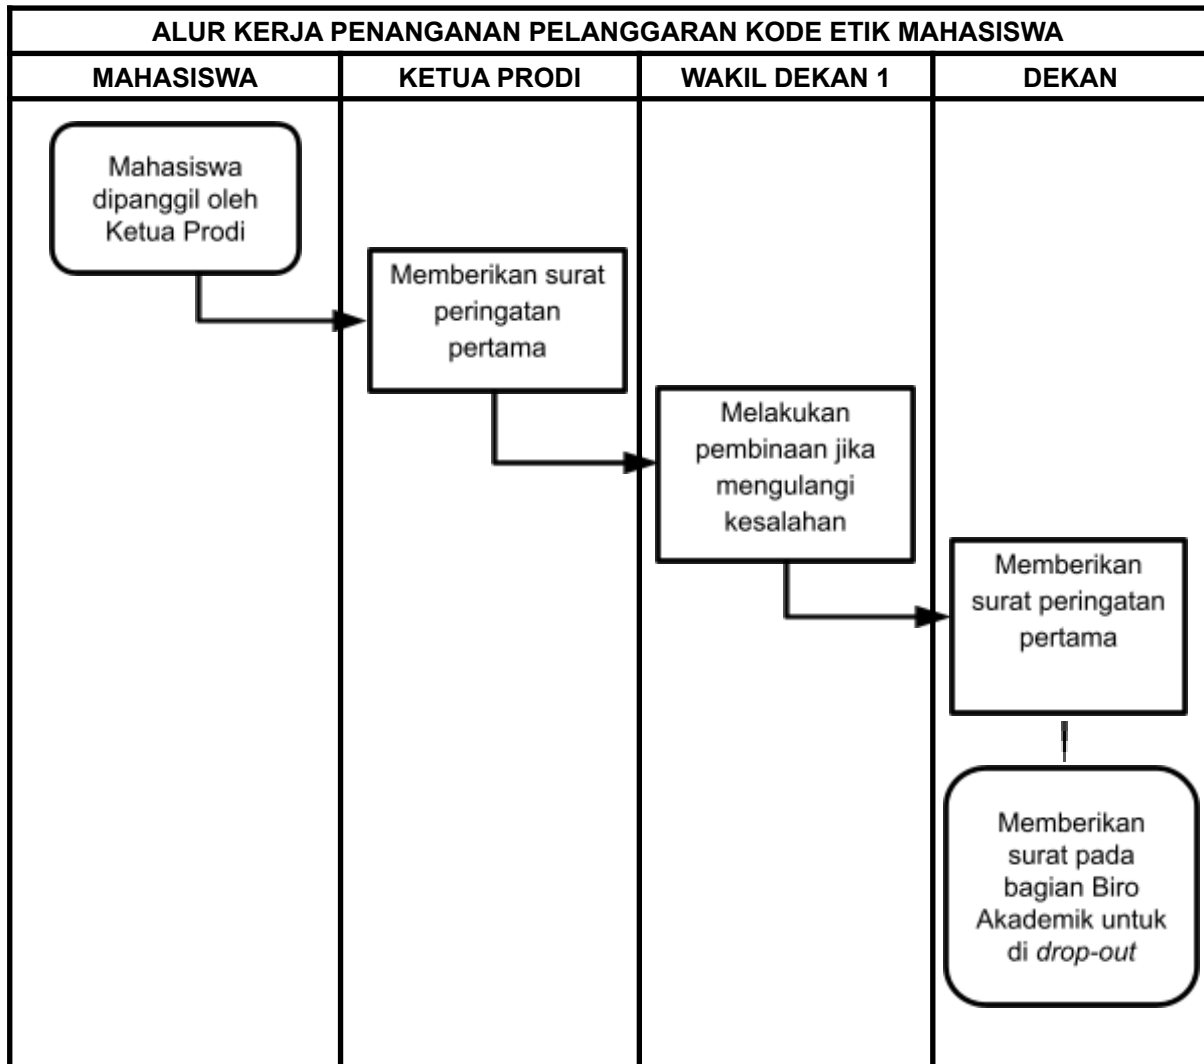 ALUR KERJA PENANGANAN PELANGGARAN KODE ETIK MAHASISWA
MAHASISWA
KETUA PRODI
WAKIL DEKAN 1
DEKAN
Mahasiswa
dipanggil oleh
Ketua Prodi
Memberikan surat
peringatan
pertama
Melakukan
pembinaan jika
mengulangi
kesalahan
Memberikan
surat peringatan
pertama
Memberikan
surat pada
bagian Biro
Akademik untuk
di drop-out